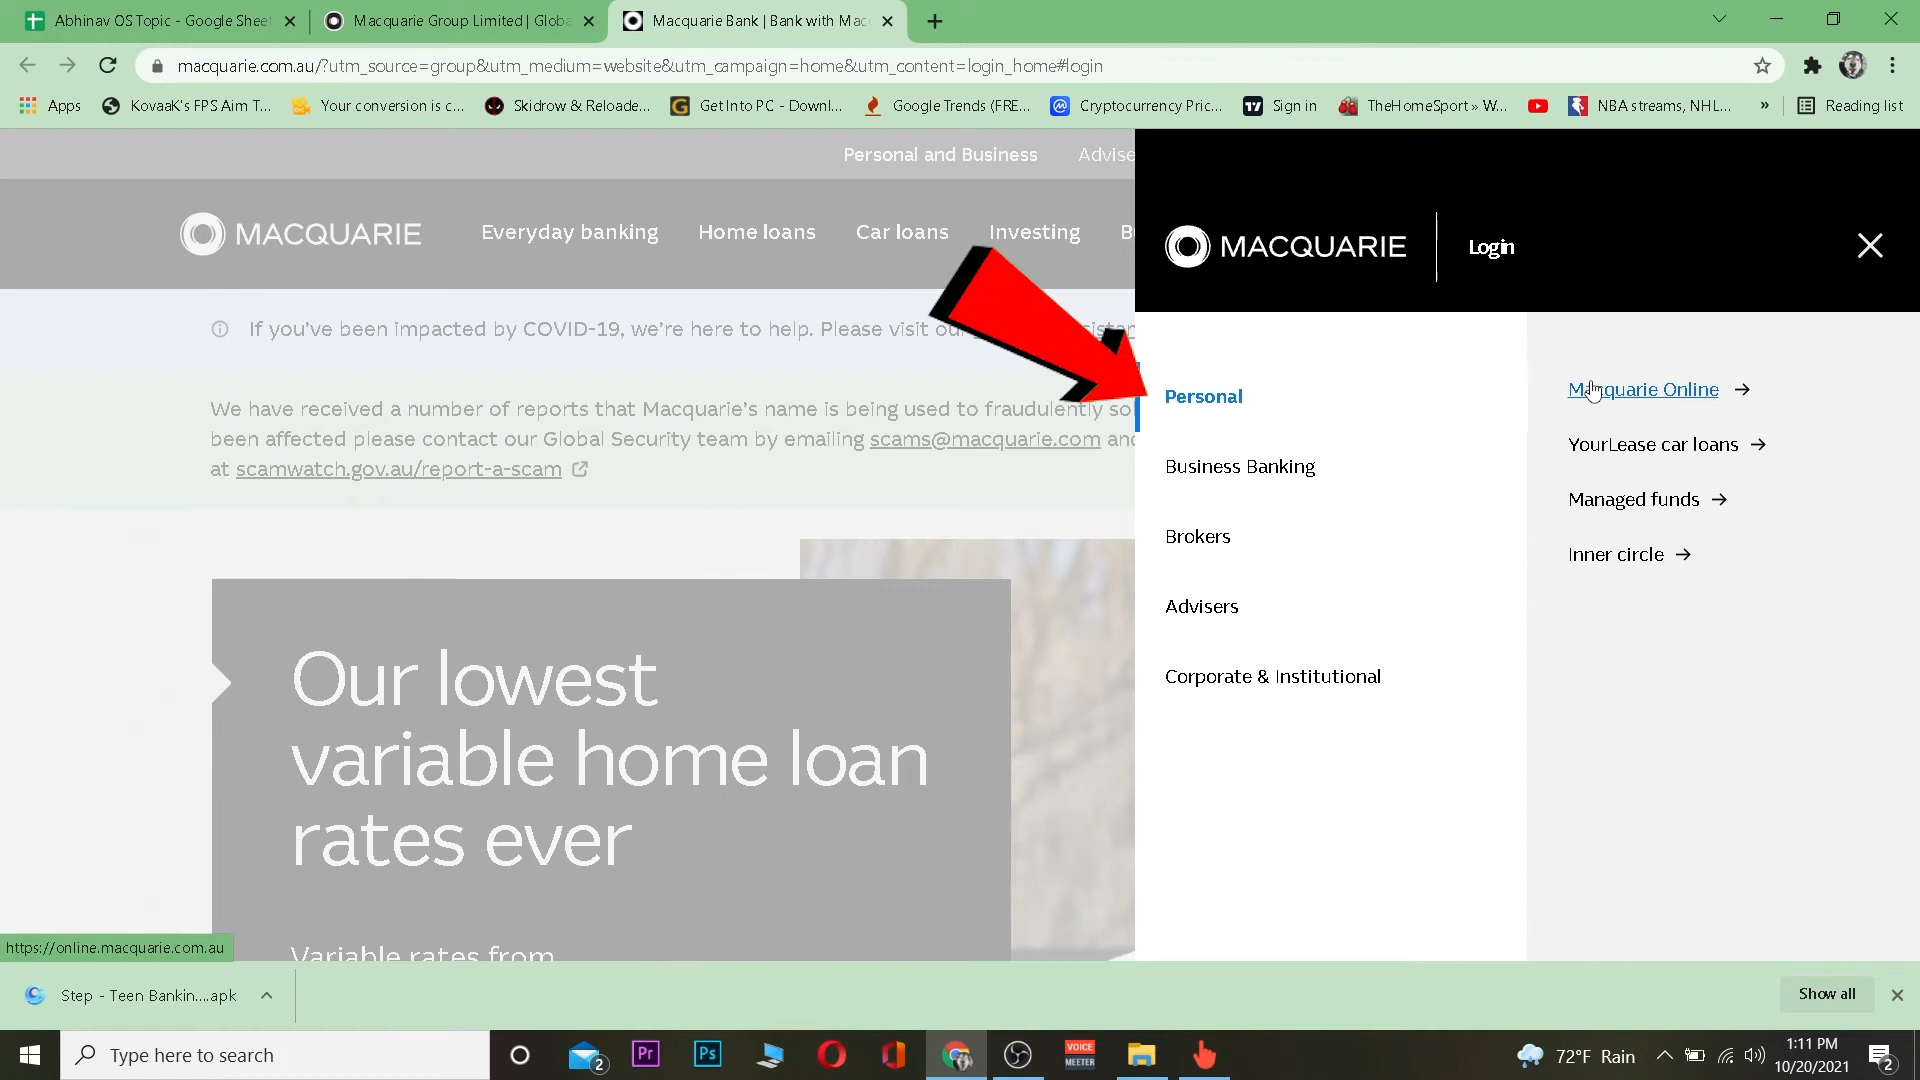 Abhinav OS Topic - Google Sheet
Macquarie Group Limited | Globa
Macquarie Bank | Bank with Mac
macquarie.com.au/?utm_source=group&utm_medium=website&utm_campaign=home&utm_content=login_home#login
Apps
KovaaK's FPS Aim T...
Your conversion is c...
Skidrow & Reloade...
Get Into PC - Downl...
Google Trends (FRE...
Cryptocurrency Pric...
Sign in
TheHomeSport » W...
NBA streams, NHL...
»
Reading list
Personal and Business
Advise
MACQUARIE
Everyday banking
Home loans
Car loans
Investing
B
MACQUARIE
Login
If you've been impacted by COVID-19, we're here to help. Please visit
We have received a number of reports that Macquarie's name is being used to fraudulently so
been affected please contact our Global Security team by emailing scams@macquarie.com and
at scamwatch.gov.au/report-a-scam
Personal
Business Banking
Brokers
Advisers
Corporate & Institutional
Macquarie Online
YourLease car loans
Managed funds
Inner circle
Our lowest
variable home loan
rates ever
Variable rates from
https://online.macquarie.com.au
Step - Teen Bankin....apk
Show all
Type here to search
2
Pr
Ps
VOICE
MEETER
72°F Rain
1:11 PM
10/20/2021
2